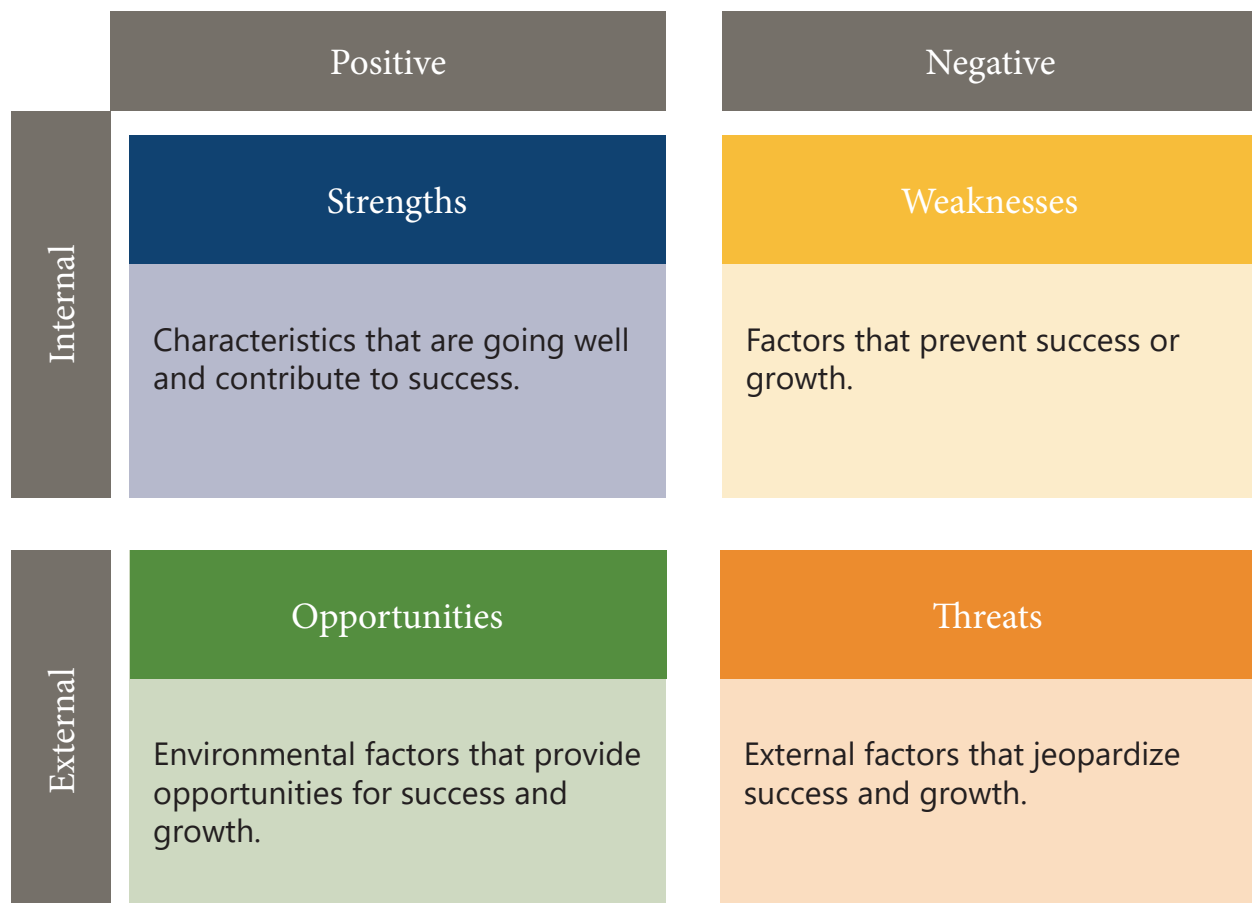 Positive
Negative
Internal
Strengths
Characteristics that are going well
and contribute to success.
Weaknesses
Factors that prevent success or
growth.
External
Opportunities
Environmental factors that provide
opportunities for success and
growth.
Threats
External factors that jeopardize
success and growth.